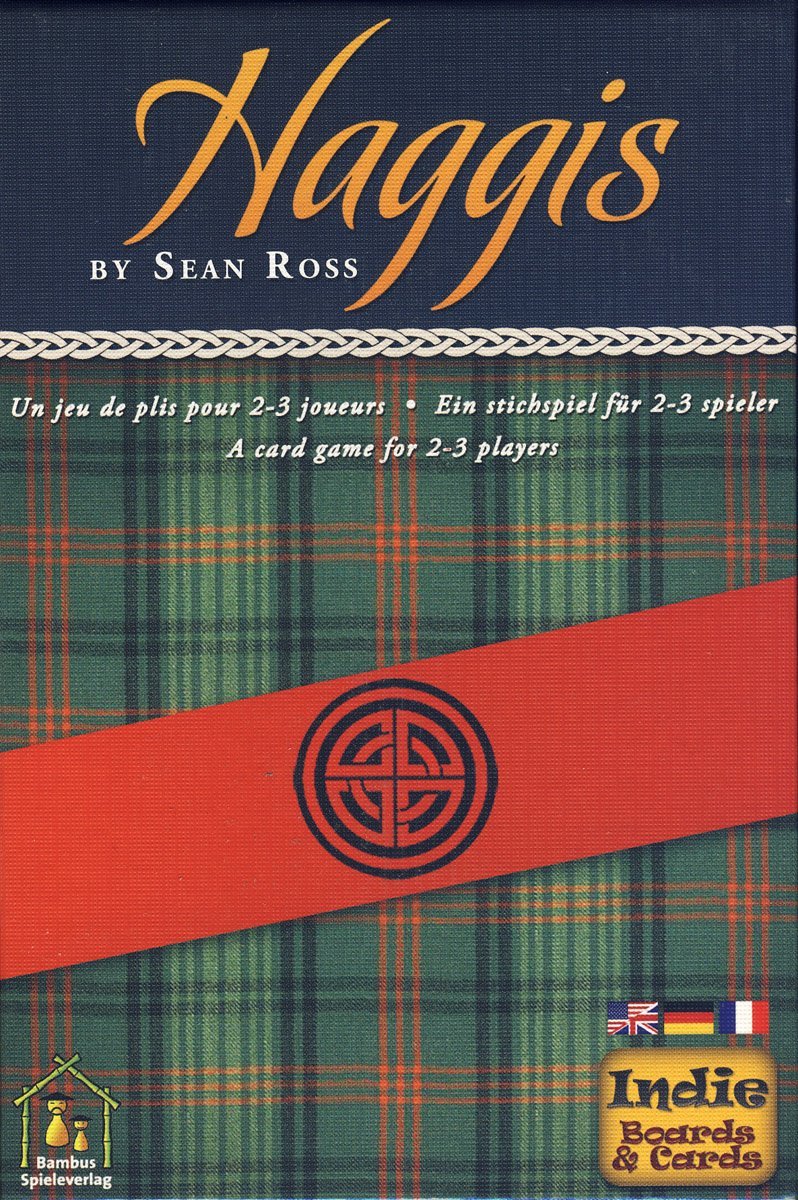 Haggis
BY SEAN ROSS
Un jeu de plis pour 2-3 joueurs • Ein stichspiel für 2-3 spieler
A card game for 2-3 players
Indie
Boards
& Cards
Bambus
Spieleverlag